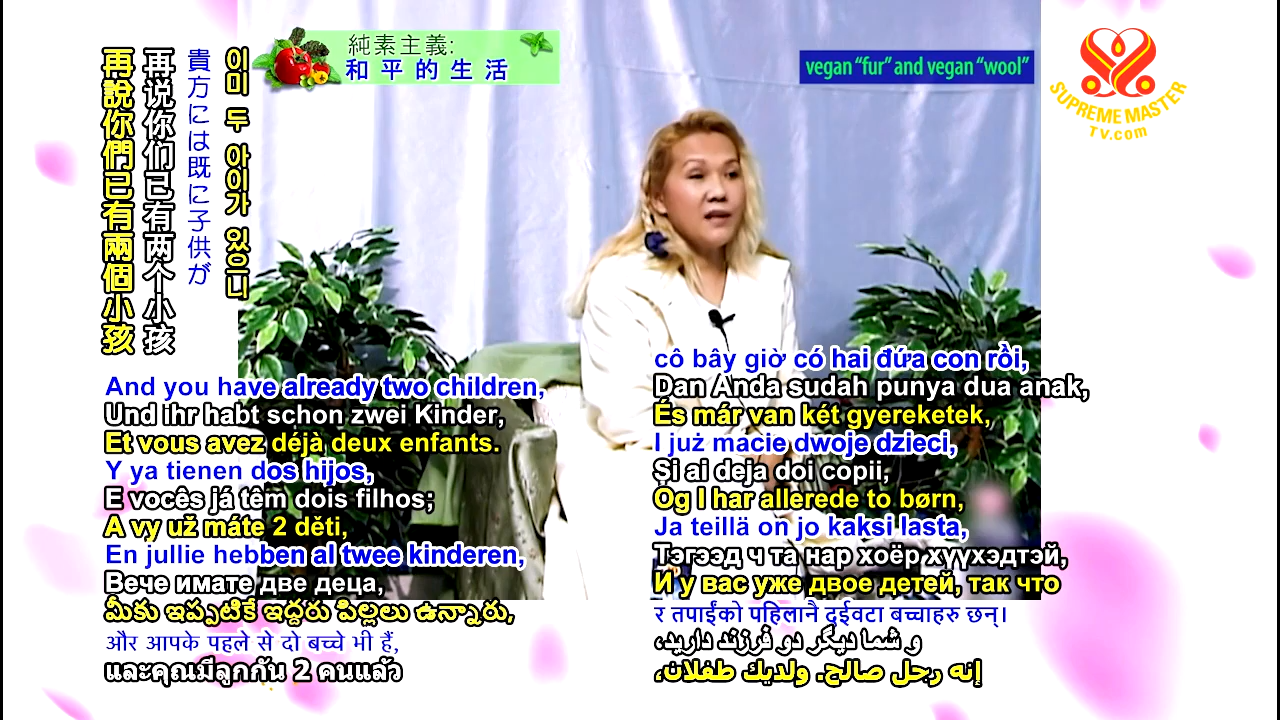 純素主義:
和平的生活
vegan “fur” and vegan “wool”
SUPREME MASTER
TV.com
再說你們已有兩個小孩
再说你们已有两个小孩
貴方には既に子供が
이미 두 아이가 있으니
And you have already two children,
Und ihr habt schon zwei Kinder,
Et vous avez déjà deux enfants.
Y ya tienen dos hijos,
E vocês já têm dois filhos;
A vy už máte 2 děti,
En jullie hebben al twee kinderen,
Вече имате две деца,
మీకు ఇప్పటికే ఇద్దరు పిల్లలు ఉన్నారు,
और आपके पहले से दो बच्चे भी हैं,
และคุณมีลูกกัน 2 คนแล้ว
cô bây giờ có hai đứa con rồi,
Dan Anda sudah punya dua anak,
És már van két gyereketek,
I już macie dwoje dzieci,
Și ai deja doi copii,
Og I har allerede to børn,
Ja teillä on jo kaksi lasta,
Тэгээд ч та нар хоёр хүүхэдтэй,
И у вас уже двое детей, так что
र तपाईंको पहिलानै दुईवटा बच्चाहरु छन्।
و شما دیگر دو فرزند دارید،
إنه رجل صالح. ولديك طفلان،